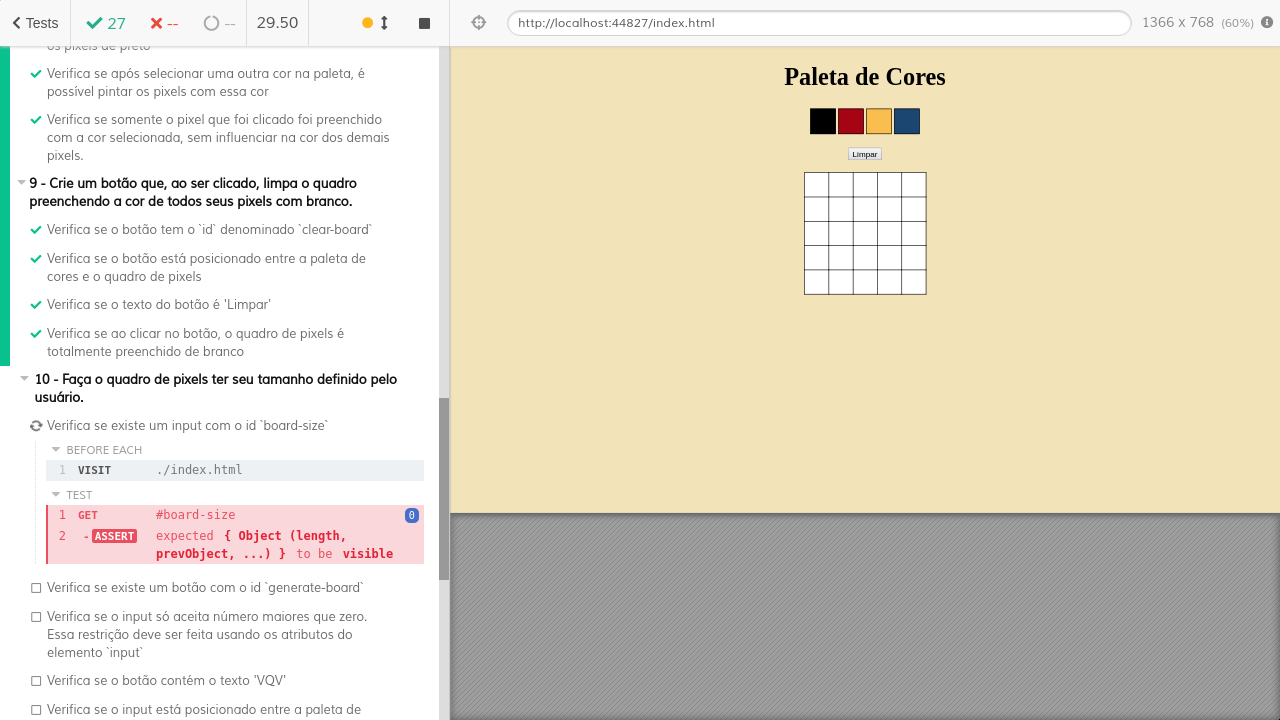 Tests
27
--
--
29.50
http://localhost:44827/index.html
1366 x 768 (60%)
os pixels de preto
Verifica se após selecionar uma outra cor na paleta, é
possível pintar os pixels com essa cor
Verifica se somente o pixel que foi clicado foi preenchido
com a cor selecionada, sem influenciar na cor dos demais
pixels.
9 - Crie um botão que, ao ser clicado, limpa o quadro
preenchendo a cor de todos seus pixels com branco.
Verifica se o botão tem o `id` denominado `clear-board`
Verifica se o botão está posicionado entre a paleta de
cores e o quadro de pixels
Verifica se o texto do botão é 'Limpar'
Verifica se ao clicar no botão, o quadro de pixels é
totalmente preenchido de branco
10 - Faça o quadro de pixels ter seu tamanho definido pelo
usuário.
Verifica se existe um input com o id `board-size`
BEFORE EACH
1 VISIT ./index.html
TEST
1 GET #board-size 0
2 -ASSERT expected { Object (length,
prevObject, ...) } to be visible
Verifica se existe um botão com o id `generate-board`
Verifica se o input só aceita número maiores que zero.
Essa restrição deve ser feita usando os atributos do
elemento `input`
Verifica se o botão contém o texto 'VQV'
Verifica se o input está posicionado entre a paleta de
Paleta de Cores
Limpar